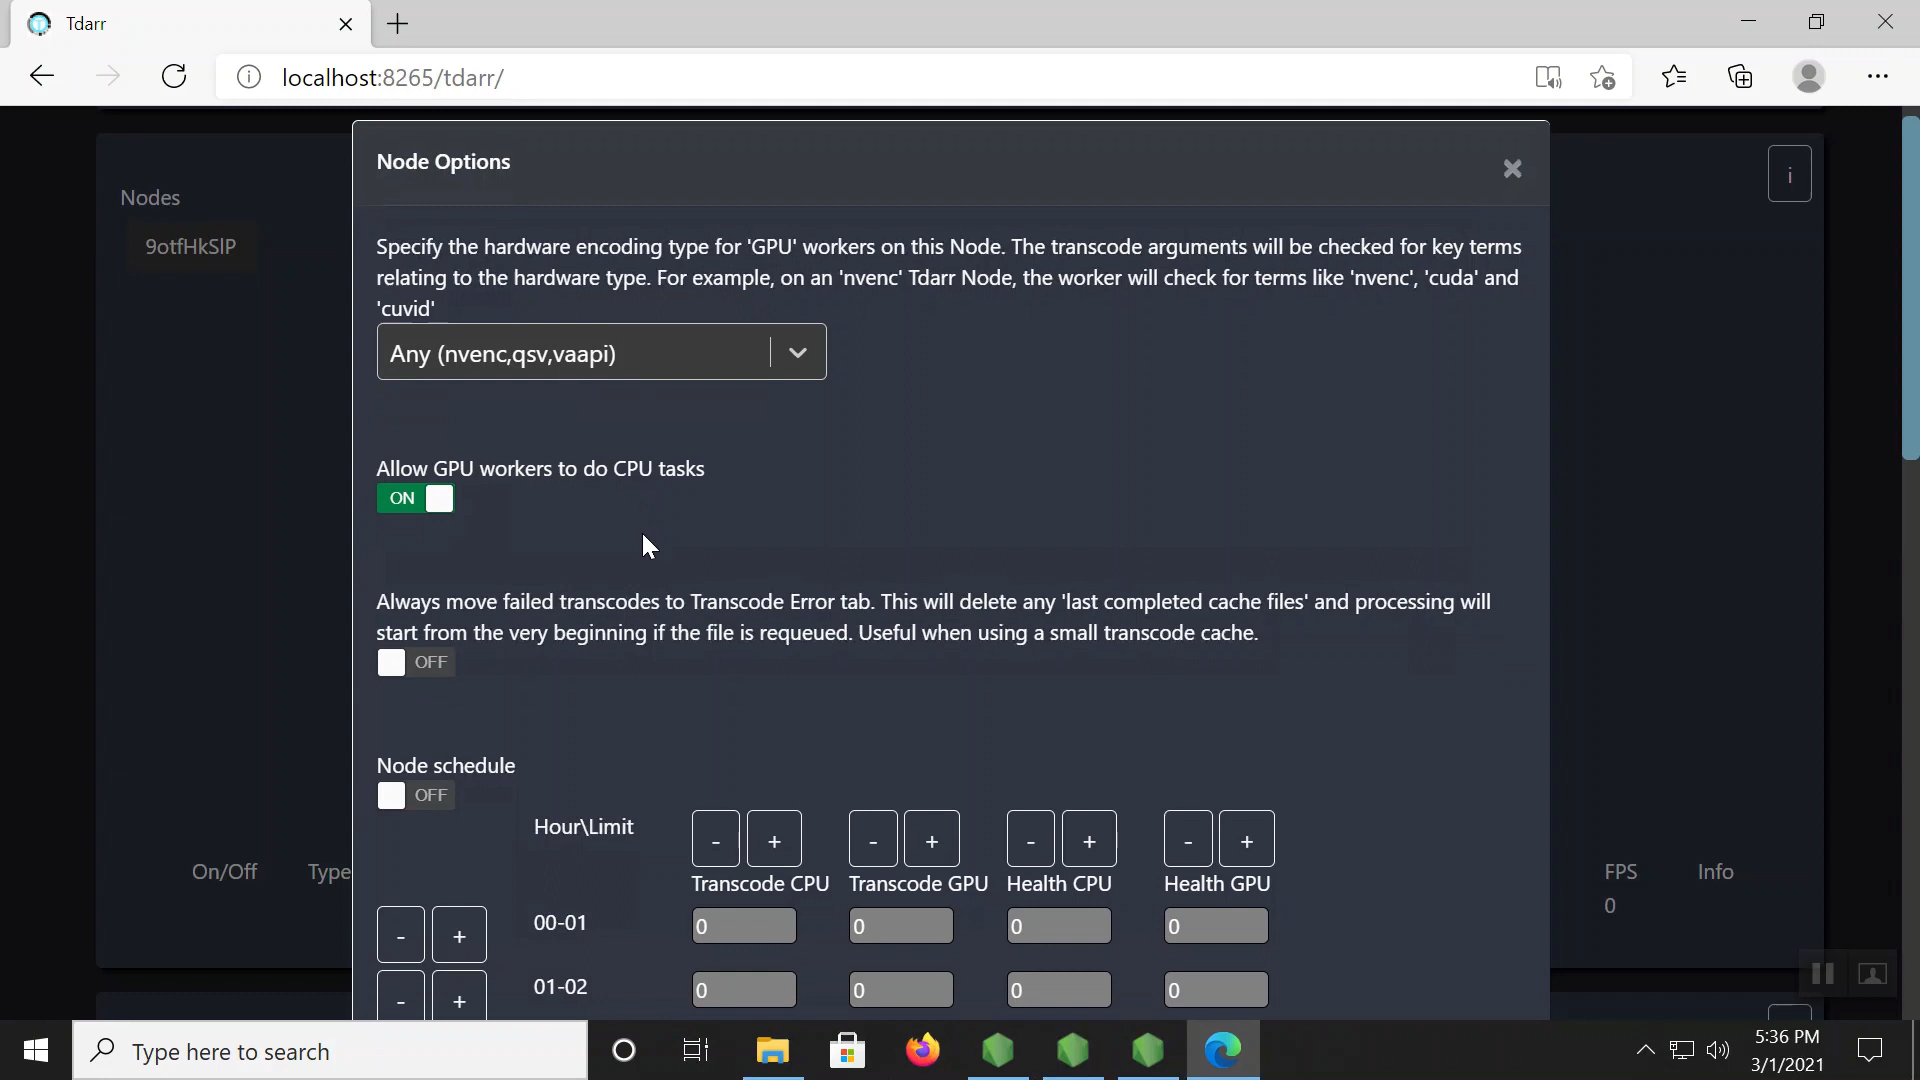 Tdarr
localhost:8265/tdarr/
Node Options
i
Nodes
9otfHkSlP
Specify the hardware encoding type for 'GPU' workers on this Node. The transcode arguments will be checked for key terms
relating to the hardware type. For example, on an 'nvenc' Tdarr Node, the worker will check for terms like 'nvenc', 'cuda' and
'cuvid'
Any (nvenc,qsv,vaapi)
Allow GPU workers to do CPU tasks
ON
Always move failed transcodes to Transcode Error tab. This will delete any 'last completed cache files' and processing will
start from the very beginning if the file is requeued. Useful when using a small transcode cache.
OFF
Node schedule
OFF
Hour\Limit
- + - + - + - +
Transcode CPU Transcode GPU Health CPU Health GPU
On/Off Type
FPS Info
0
- + 00-01 0 0 0 0
- + 01-02 0 0 0 0
Type here to search
5:36 PM
3/1/2021